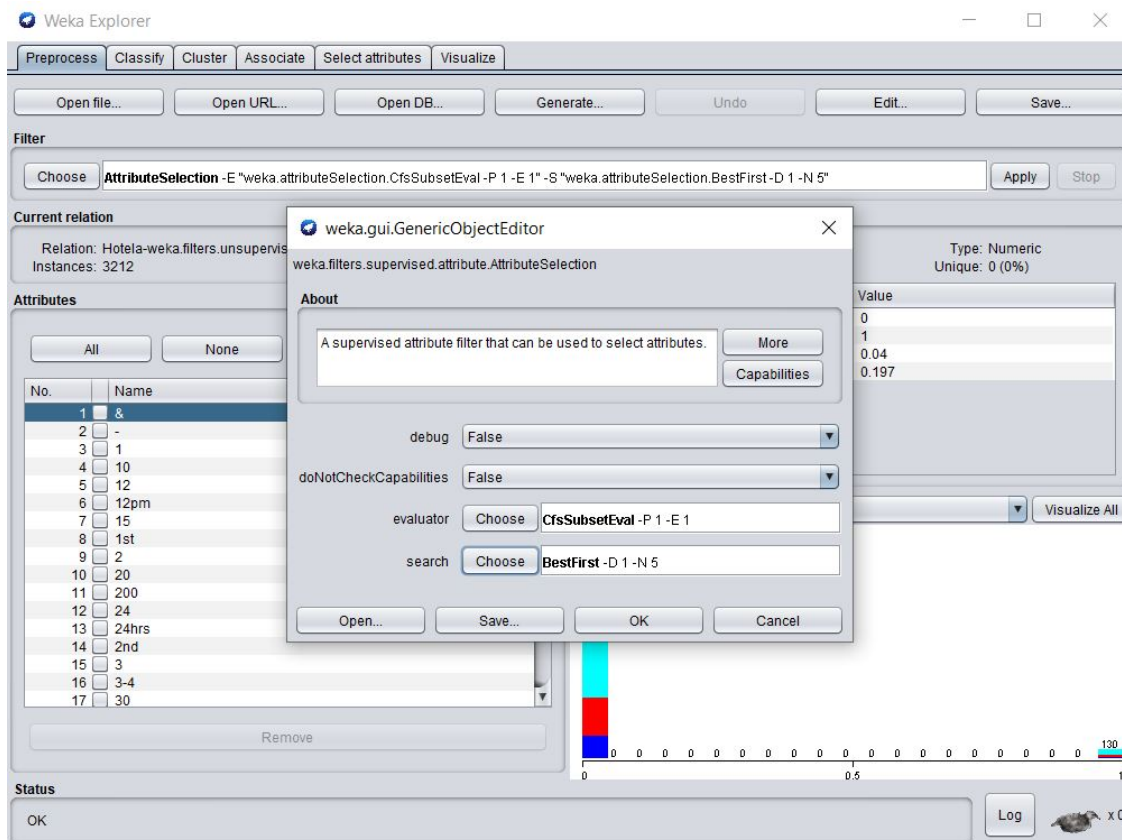 Weka Explorer
Preprocess Classify Cluster Associate Select attributes Visualize
Open file... Open URL... Open DB... Generate... Undo Edit... Save...
Filter
Choose AttributeSelection -E "weka.attributeSelection.CfsSubsetEval -P 1 -E 1" -S "weka.attributeSelection.BestFirst -D 1 -N 5" Apply Stop
Current relation
Relation: Hotela-weka.filters.unsupervis
Instances: 3212
Type: Numeric
Unique: 0 (0%)
Attributes
All None
No. Name
1 &
2 -
3 1
4 10
5 12
6 12pm
7 15
8 1st
9 2
10 20
11 200
12 24
13 24hrs
14 2nd
15 3
16 3-4
17 30
Remove
weka.gui.GenericObjectEditor
weka.filters.supervised.attribute.AttributeSelection
About
A supervised attribute filter that can be used to select attributes.
More
Capabilities
debug False
doNotCheckCapabilities False
evaluator Choose CfsSubsetEval -P 1 -E 1
search Choose BestFirst -D 1 -N 5
Open... Save... OK Cancel
Value
0
1
0.04
0.197
Visualize All
0 0 0 0 0 0 0 0 0 0 0 0 0 0 0 0 0 0 0 130
0 0.5 1
Status
OK
Log x 0